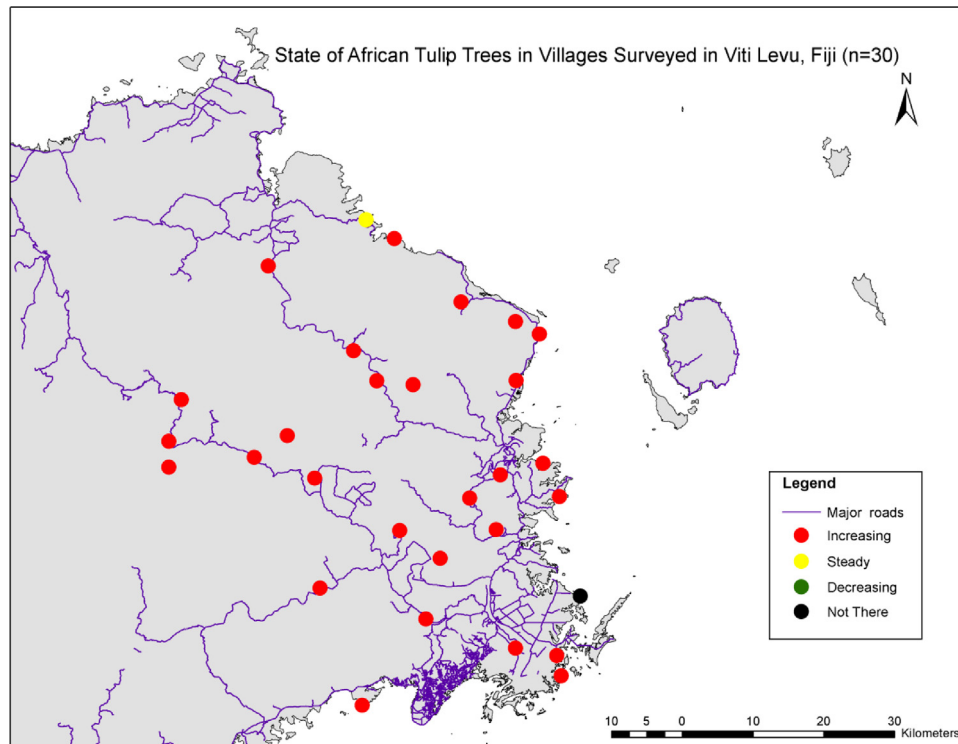 State of African Tulip Trees in Villages Surveyed in Viti Levu, Fiji (n=30)
N
Legend
Major roads
Increasing
Steady
Decreasing
Not There
10 5 0 10 20 30
Kilometers